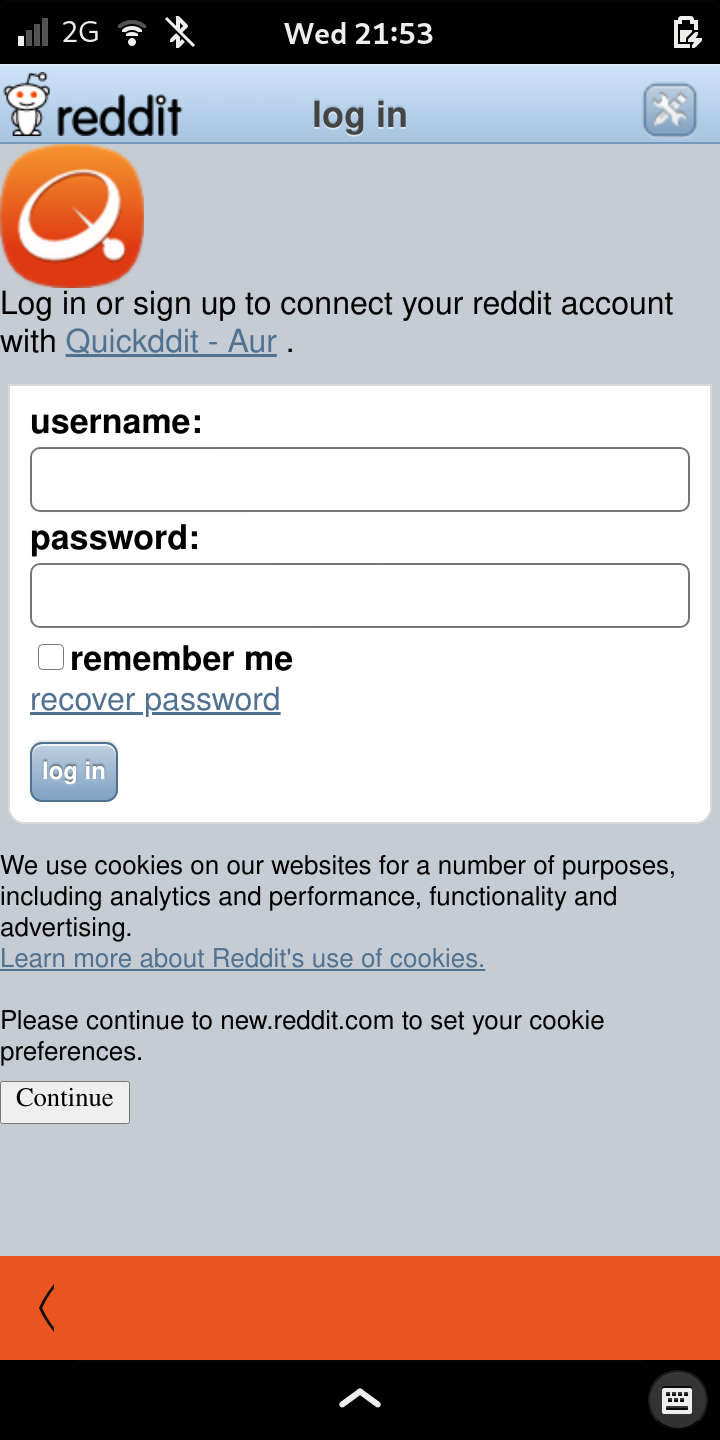 2G Wed 21:53
reddit log in
Log in or sign up to connect your reddit account
with Quickddit - Aur .
username:
password:
remember me
recover password
log in
We use cookies on our websites for a number of purposes,
including analytics and performance, functionality and
advertising.
Learn more about Reddit's use of cookies.
Please continue to new.reddit.com to set your cookie
preferences.
Continue